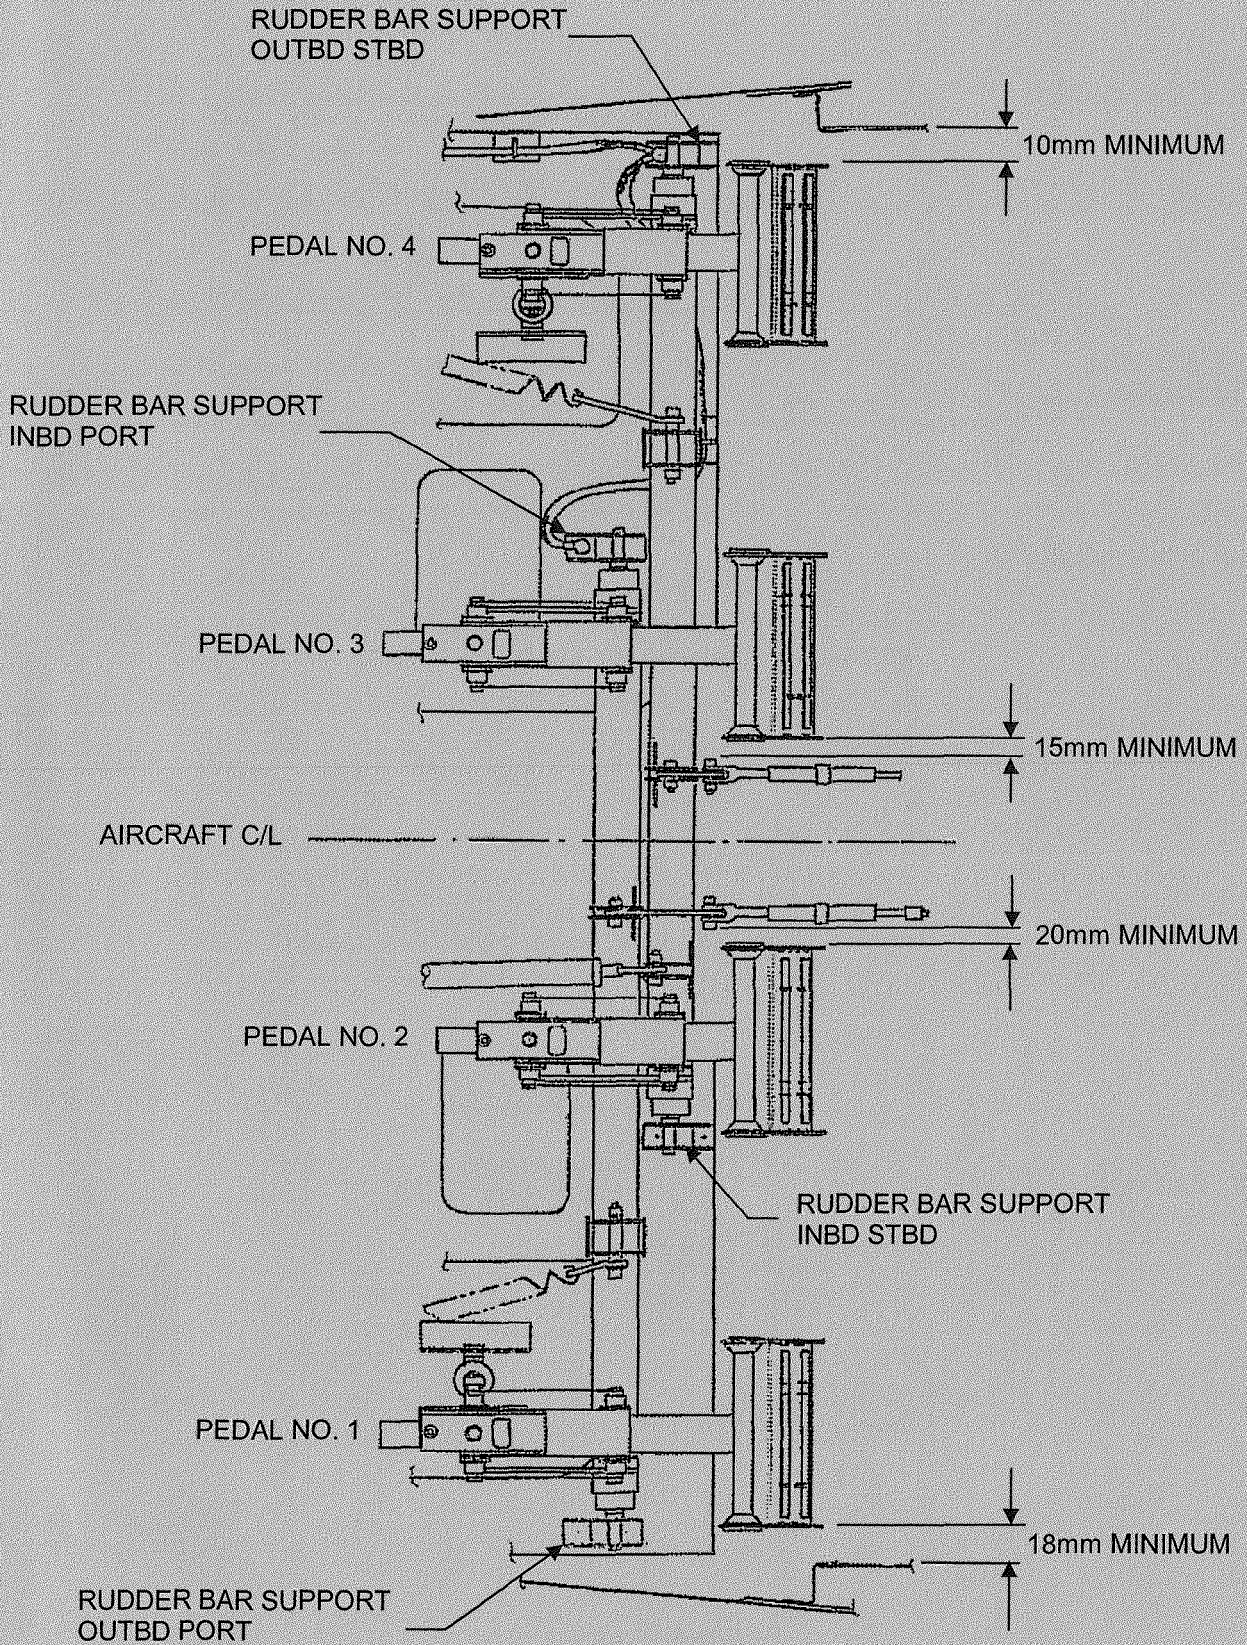 RUDDER BAR SUPPORT
OUTBD STBD
10mm MINIMUM
PEDAL NO. 4
RUDDER BAR SUPPORT
INBD PORT
PEDAL NO. 3
15mm MINIMUM
AIRCRAFT C/L
20mm MINIMUM
PEDAL NO. 2
RUDDER BAR SUPPORT
INBD STBD
PEDAL NO. 1
18mm MINIMUM
RUDDER BAR SUPPORT
OUTBD PORT